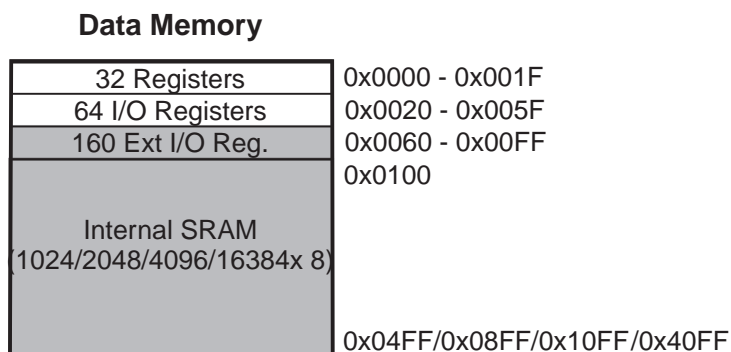 Data Memory
32 Registers 0x0000 - 0x001F
64 I/O Registers 0x0020 - 0x005F
160 Ext I/O Reg. 0x0060 - 0x00FF
0x0100
Internal SRAM
(1024/2048/4096/16384x 8)
0x04FF/0x08FF/0x10FF/0x40FF